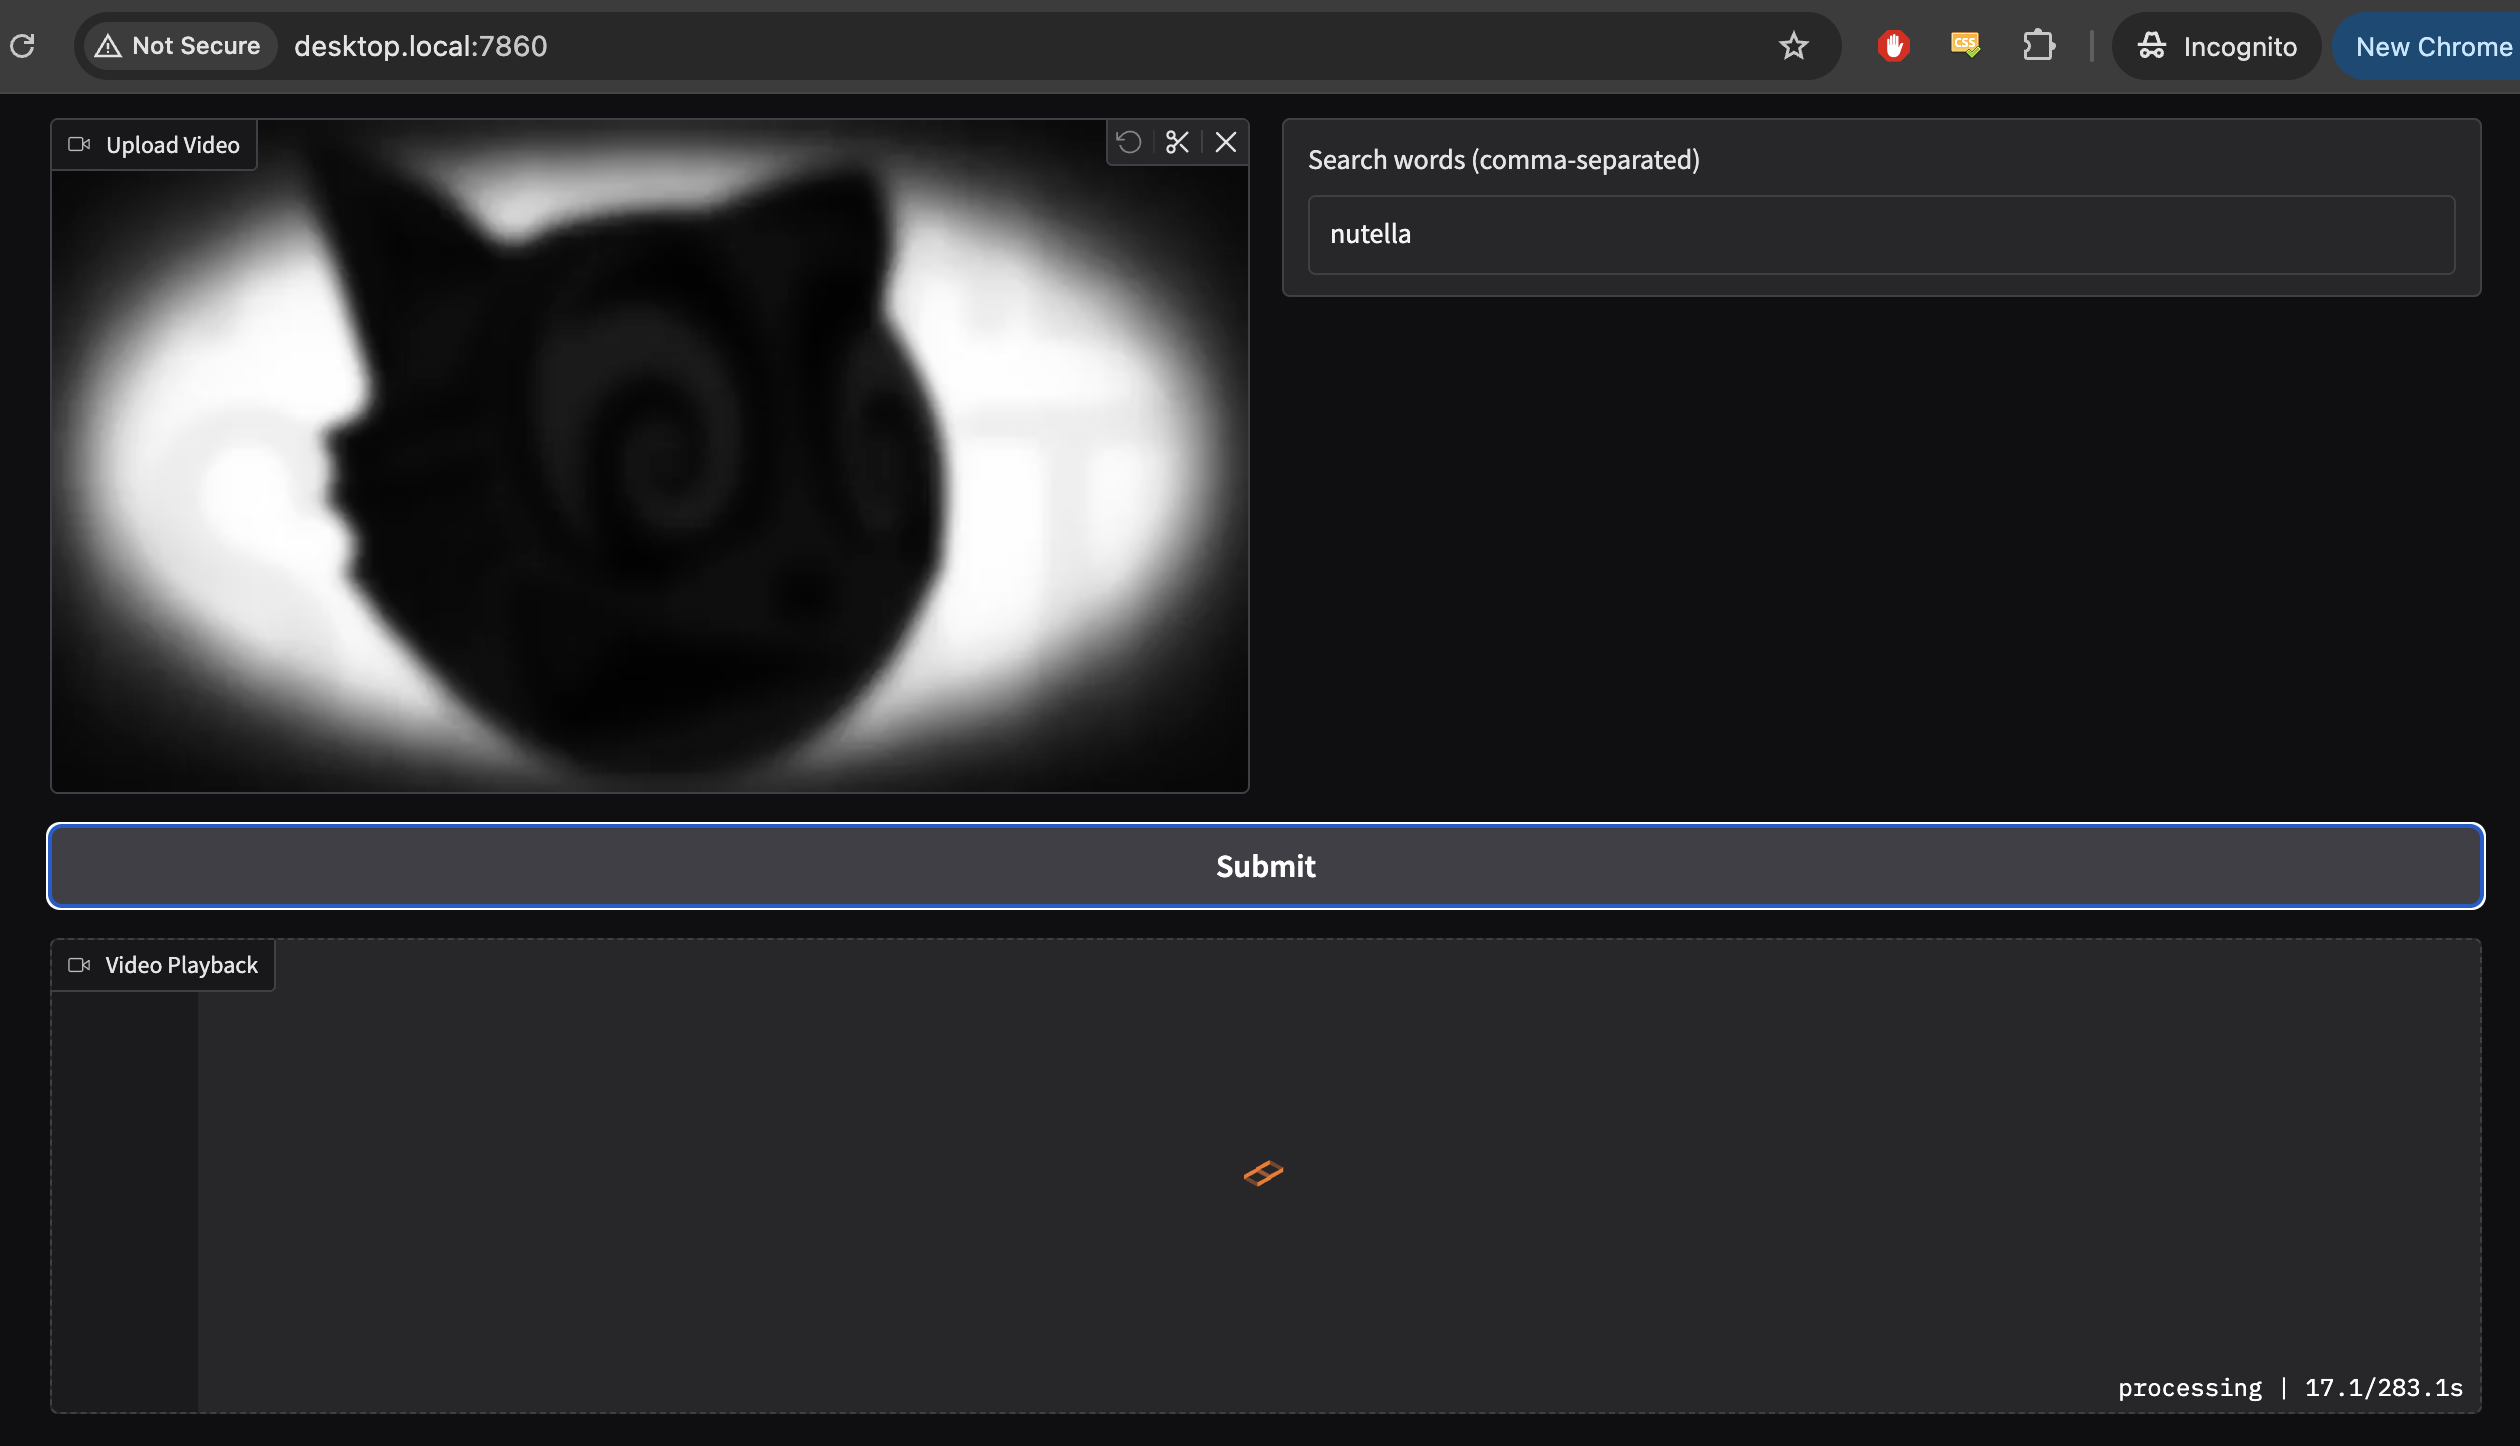 Not Secure
desktop.local:7860
CSS
Incognito
New Chrome
Upload Video
Search words (comma-separated)
nutella
Submit
Video Playback
processing | 17.1/283.1s